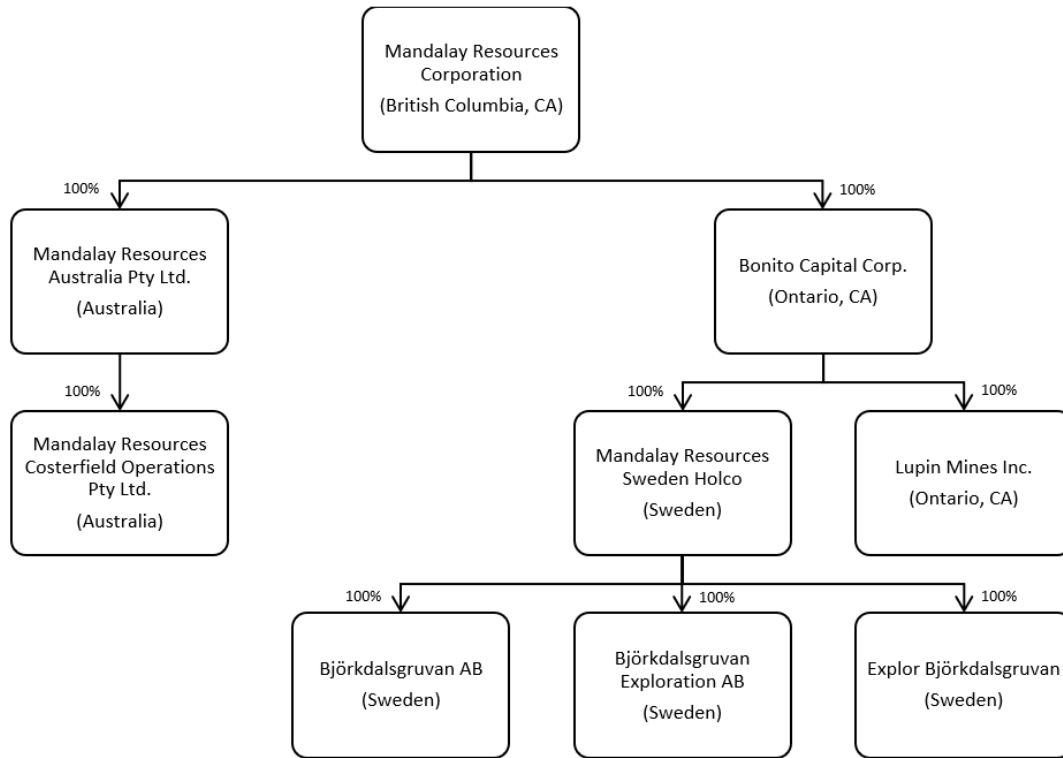 Mandalay Resources
Corporation
(British Columbia, CA)
100%
100%
Mandalay Resources
Australia Pty Ltd.
(Australia)
Bonito Capital Corp.
(Ontario, CA)
100%
100%
100%
Mandalay Resources
Costerfield Operations
Pty Ltd.
(Australia)
Mandalay Resources
Sweden Holco
(Sweden)
Lupin Mines Inc.
(Ontario, CA)
100%
100%
100%
Björkdalsgruvan AB
(Sweden)
Björkdalsgruvan
Exploration AB
(Sweden)
Explor Björkdalsgruvan
(Sweden)